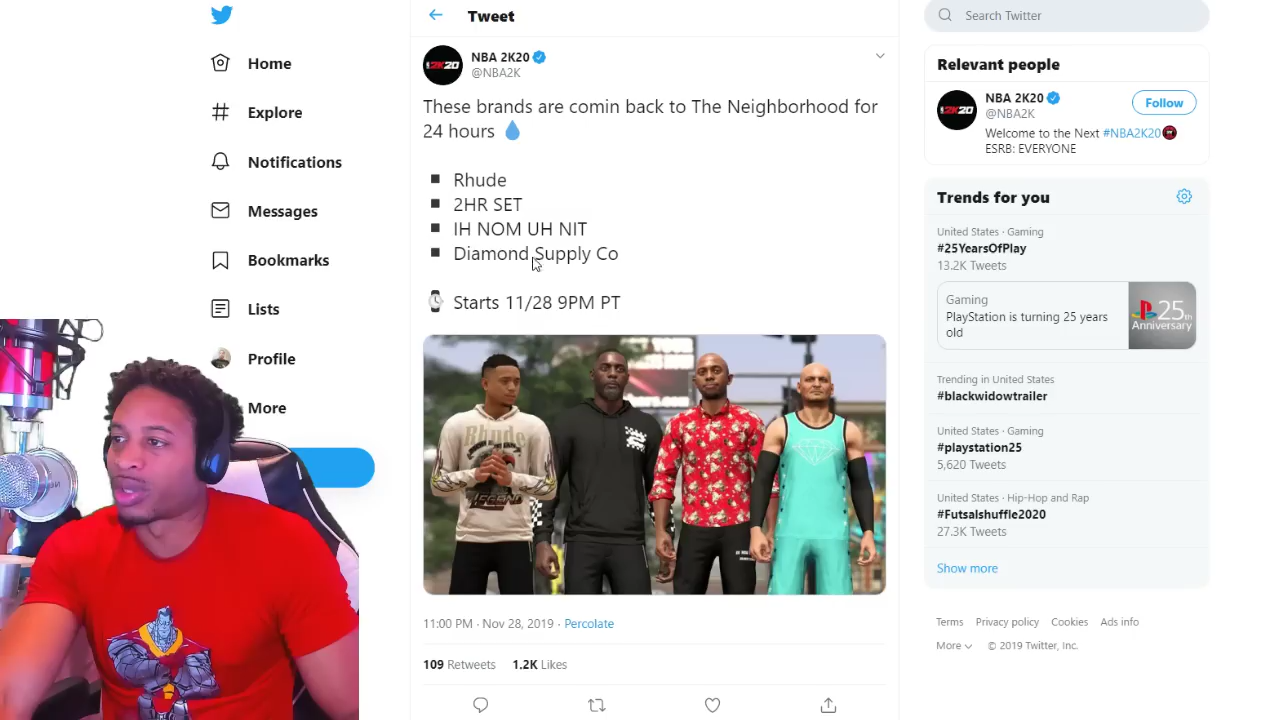 Home
Explore
Notifications
Messages
Bookmarks
Lists
Profile
More
Tweet
NBA 2K20
@NBA2K
These brands are comin back to The Neighborhood for
24 hours
Rhude
2HR SET
IH NOM UH NIT
Diamond Supply Co
Starts 11/28 9PM PT
Rhude
LEGEND
11:00 PM · Nov 28, 2019 · Percolate
109 Retweets 1.2K Likes
Search Twitter
Relevant people
NBA 2K20
@NBA2K
Follow
Welcome to the Next #NBA2K20
ESRB: EVERYONE
Trends for you
United States · Gaming
#25YearsOfPlay
13.2K Tweets
Gaming
PlayStation is turning 25 years
old
25th
Anniversary
Trending in United States
#blackwidowtrailer
United States · Gaming
#playstation25
5,620 Tweets
United States · Hip-Hop and Rap
#Futsalshuffle2020
27.3K Tweets
Show more
Terms Privacy policy Cookies Ads info
More © 2019 Twitter, Inc.